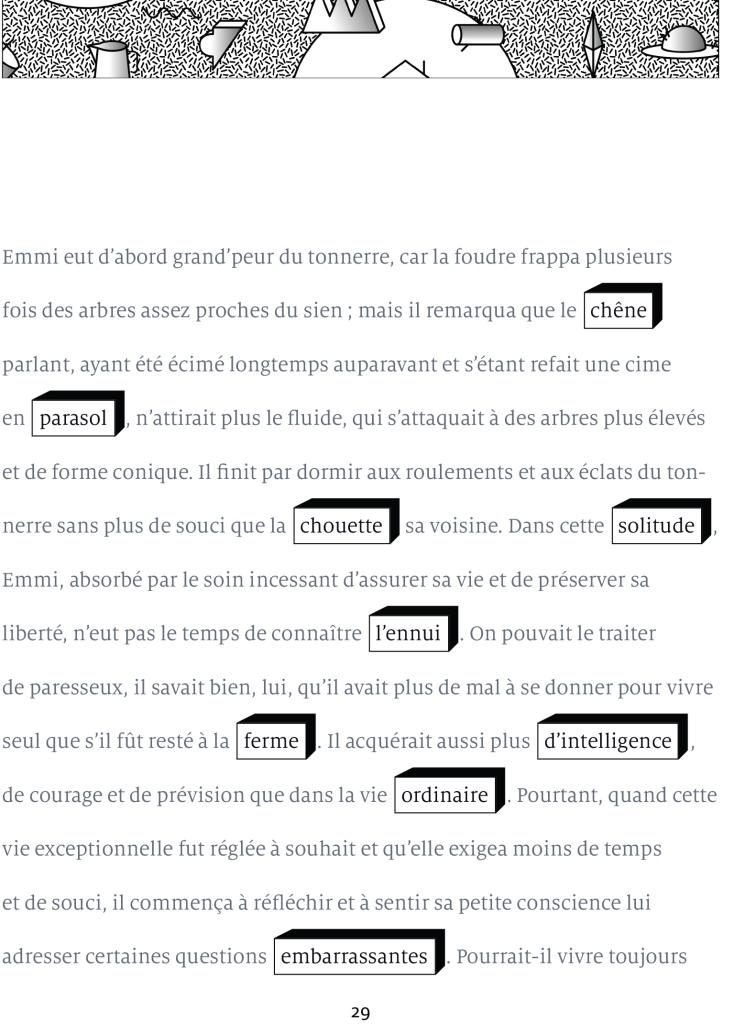 Emmi eut d’abord grand’peur du tonnerre, car la foudre frappa plusieurs
fois des arbres assez proches du sien ; mais il remarqua que le chêne
parlant, ayant été écimé longtemps auparavant et s’étant refait une cime
en parasol, n’attirait plus le fluide, qui s’attaquait à des arbres plus élevés
et de forme conique. Il finit par dormir aux roulements et aux éclats du ton-
nerre sans plus de souci que la chouette sa voisine. Dans cette solitude,
Emmi, absorbé par le soin incessant d’assurer sa vie et de préserver sa
liberté, n’eut pas le temps de connaître l’ennui. On pouvait le traiter
de paresseux, il savait bien, lui, qu’il avait plus de mal à se donner pour vivre
seul que s’il fût resté à la ferme. Il acquérait aussi plus d’intelligence,
de courage et de prévision que dans la vie ordinaire. Pourtant, quand cette
vie exceptionnelle fut réglée à souhait et qu’elle exigea moins de temps
et de souci, il commença à réfléchir et à sentir sa petite conscience lui
adresser certaines questions embarrassantes. Pourrait-il vivre toujours
29